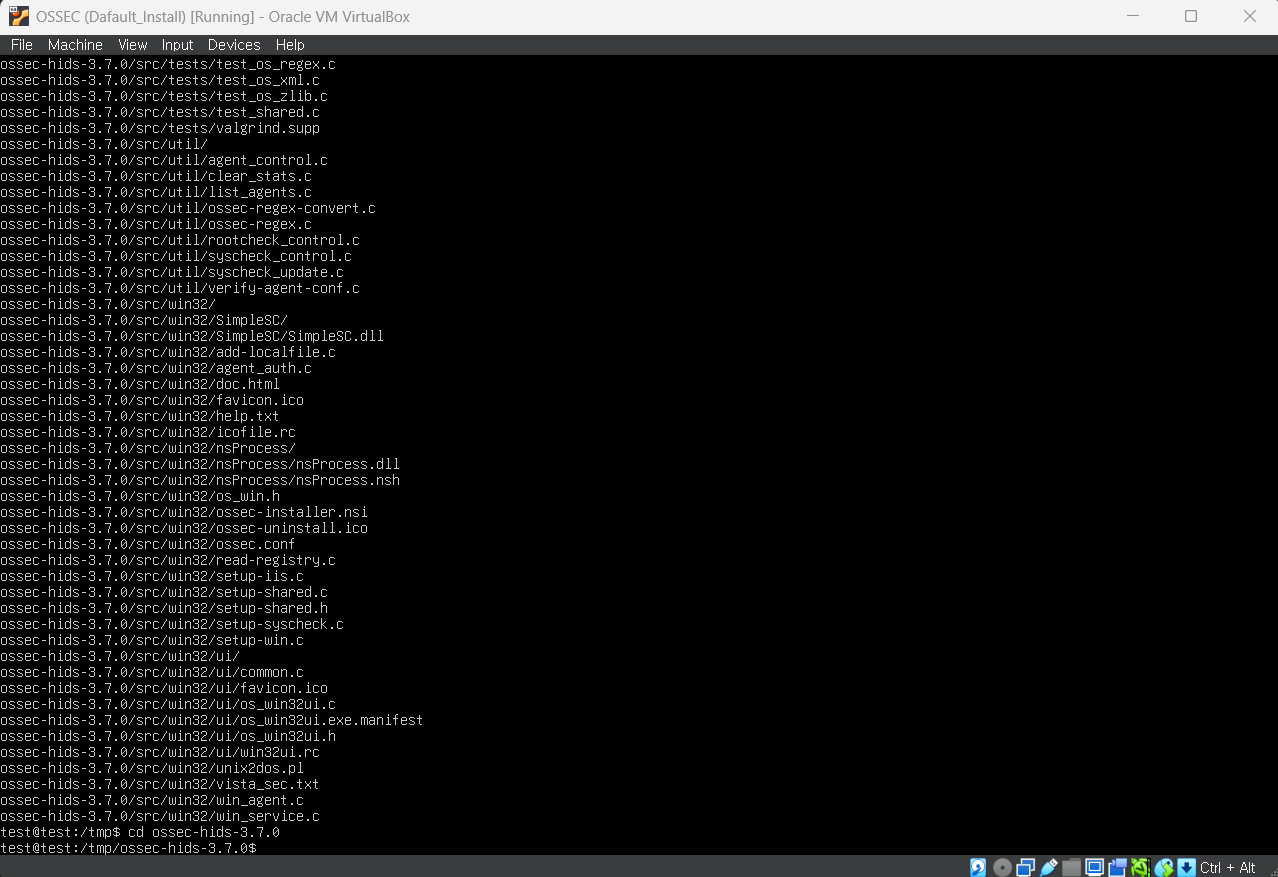 OSSEC (Dafault_Install) [Running] - Oracle VM VirtualBox
File Machine View Input Devices Help
ossec-hids-3.7.0/src/tests/test_os_regex.c
ossec-hids-3.7.0/src/tests/test_os_xml.c
ossec-hids-3.7.0/src/tests/test_os_zlib.c
ossec-hids-3.7.0/src/tests/test_shared.c
ossec-hids-3.7.0/src/tests/valgrind.supp
ossec-hids-3.7.0/src/util/
ossec-hids-3.7.0/src/util/agent_control.c
ossec-hids-3.7.0/src/util/clear_stats.c
ossec-hids-3.7.0/src/util/list_agents.c
ossec-hids-3.7.0/src/util/ossec-regex-convert.c
ossec-hids-3.7.0/src/util/ossec-regex.c
ossec-hids-3.7.0/src/util/rootcheck_control.c
ossec-hids-3.7.0/src/util/syscheck_control.c
ossec-hids-3.7.0/src/util/syscheck_update.c
ossec-hids-3.7.0/src/util/verify-agent-conf.c
ossec-hids-3.7.0/src/win32/
ossec-hids-3.7.0/src/win32/SimpleSC/
ossec-hids-3.7.0/src/win32/SimpleSC/SimpleSC.dll
ossec-hids-3.7.0/src/win32/add-localfile.c
ossec-hids-3.7.0/src/win32/agent_auth.c
ossec-hids-3.7.0/src/win32/doc.html
ossec-hids-3.7.0/src/win32/favicon.ico
ossec-hids-3.7.0/src/win32/help.txt
ossec-hids-3.7.0/src/win32/icofile.rc
ossec-hids-3.7.0/src/win32/nsProcess/
ossec-hids-3.7.0/src/win32/nsProcess/nsProcess.dll
ossec-hids-3.7.0/src/win32/nsProcess/nsProcess.nsh
ossec-hids-3.7.0/src/win32/os_win.h
ossec-hids-3.7.0/src/win32/ossec-installer.nsi
ossec-hids-3.7.0/src/win32/ossec-uninstall.ico
ossec-hids-3.7.0/src/win32/ossec.conf
ossec-hids-3.7.0/src/win32/read-registry.c
ossec-hids-3.7.0/src/win32/setup-iis.c
ossec-hids-3.7.0/src/win32/setup-shared.c
ossec-hids-3.7.0/src/win32/setup-shared.h
ossec-hids-3.7.0/src/win32/setup-syscheck.c
ossec-hids-3.7.0/src/win32/setup-win.c
ossec-hids-3.7.0/src/win32/ui/
ossec-hids-3.7.0/src/win32/ui/common.c
ossec-hids-3.7.0/src/win32/ui/favicon.ico
ossec-hids-3.7.0/src/win32/ui/os_win32ui.c
ossec-hids-3.7.0/src/win32/ui/os_win32ui.exe.manifest
ossec-hids-3.7.0/src/win32/ui/os_win32ui.h
ossec-hids-3.7.0/src/win32/ui/win32ui.rc
ossec-hids-3.7.0/src/win32/unix2dos.pl
ossec-hids-3.7.0/src/win32/vista_sec.txt
ossec-hids-3.7.0/src/win32/win_agent.c
ossec-hids-3.7.0/src/win32/win_service.c
test@test:/tmp$ cd ossec-hids-3.7.0
test@test:/tmp/ossec-hids-3.7.0$
Ctrl + Alt